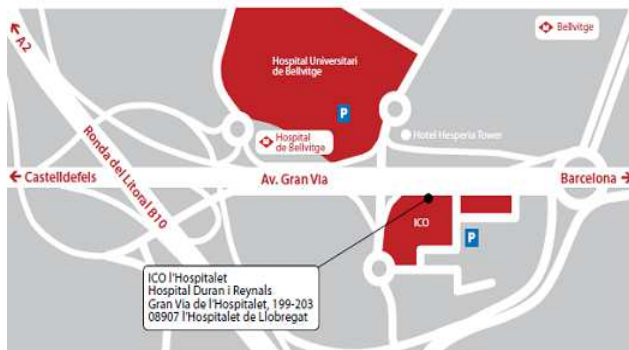 A2
Bellvitge
Hospital Universitari
de Bellvitge
P
Hotel Hesperia Tower
Hospital
de Bellvitge
Ronda del Litoral B10
Castelldefels
Av. Gran Via
Barcelona
ICO
P
ICO l'Hospitalet
Hospital Duran i Reynals
Gran Via de l'Hospitalet, 199-203
08907 l'Hospitalet de Llobregat